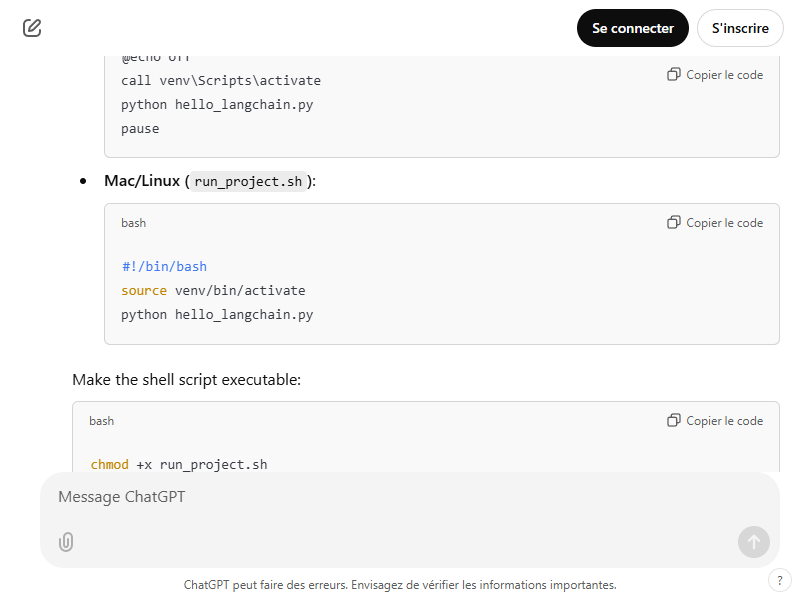 Se connecter
S'inscrire
@echo off
Copier le code
call venv\Scripts\activate
python hello_langchain.py
pause
Mac/Linux (run_project.sh):
bash
Copier le code
#!/bin/bash
source venv/bin/activate
python hello_langchain.py
Make the shell script executable:
bash
Copier le code
chmod +x run_project.sh
Message ChatGPT
ChatGPT peut faire des erreurs. Envisagez de vérifier les informations importantes.
?